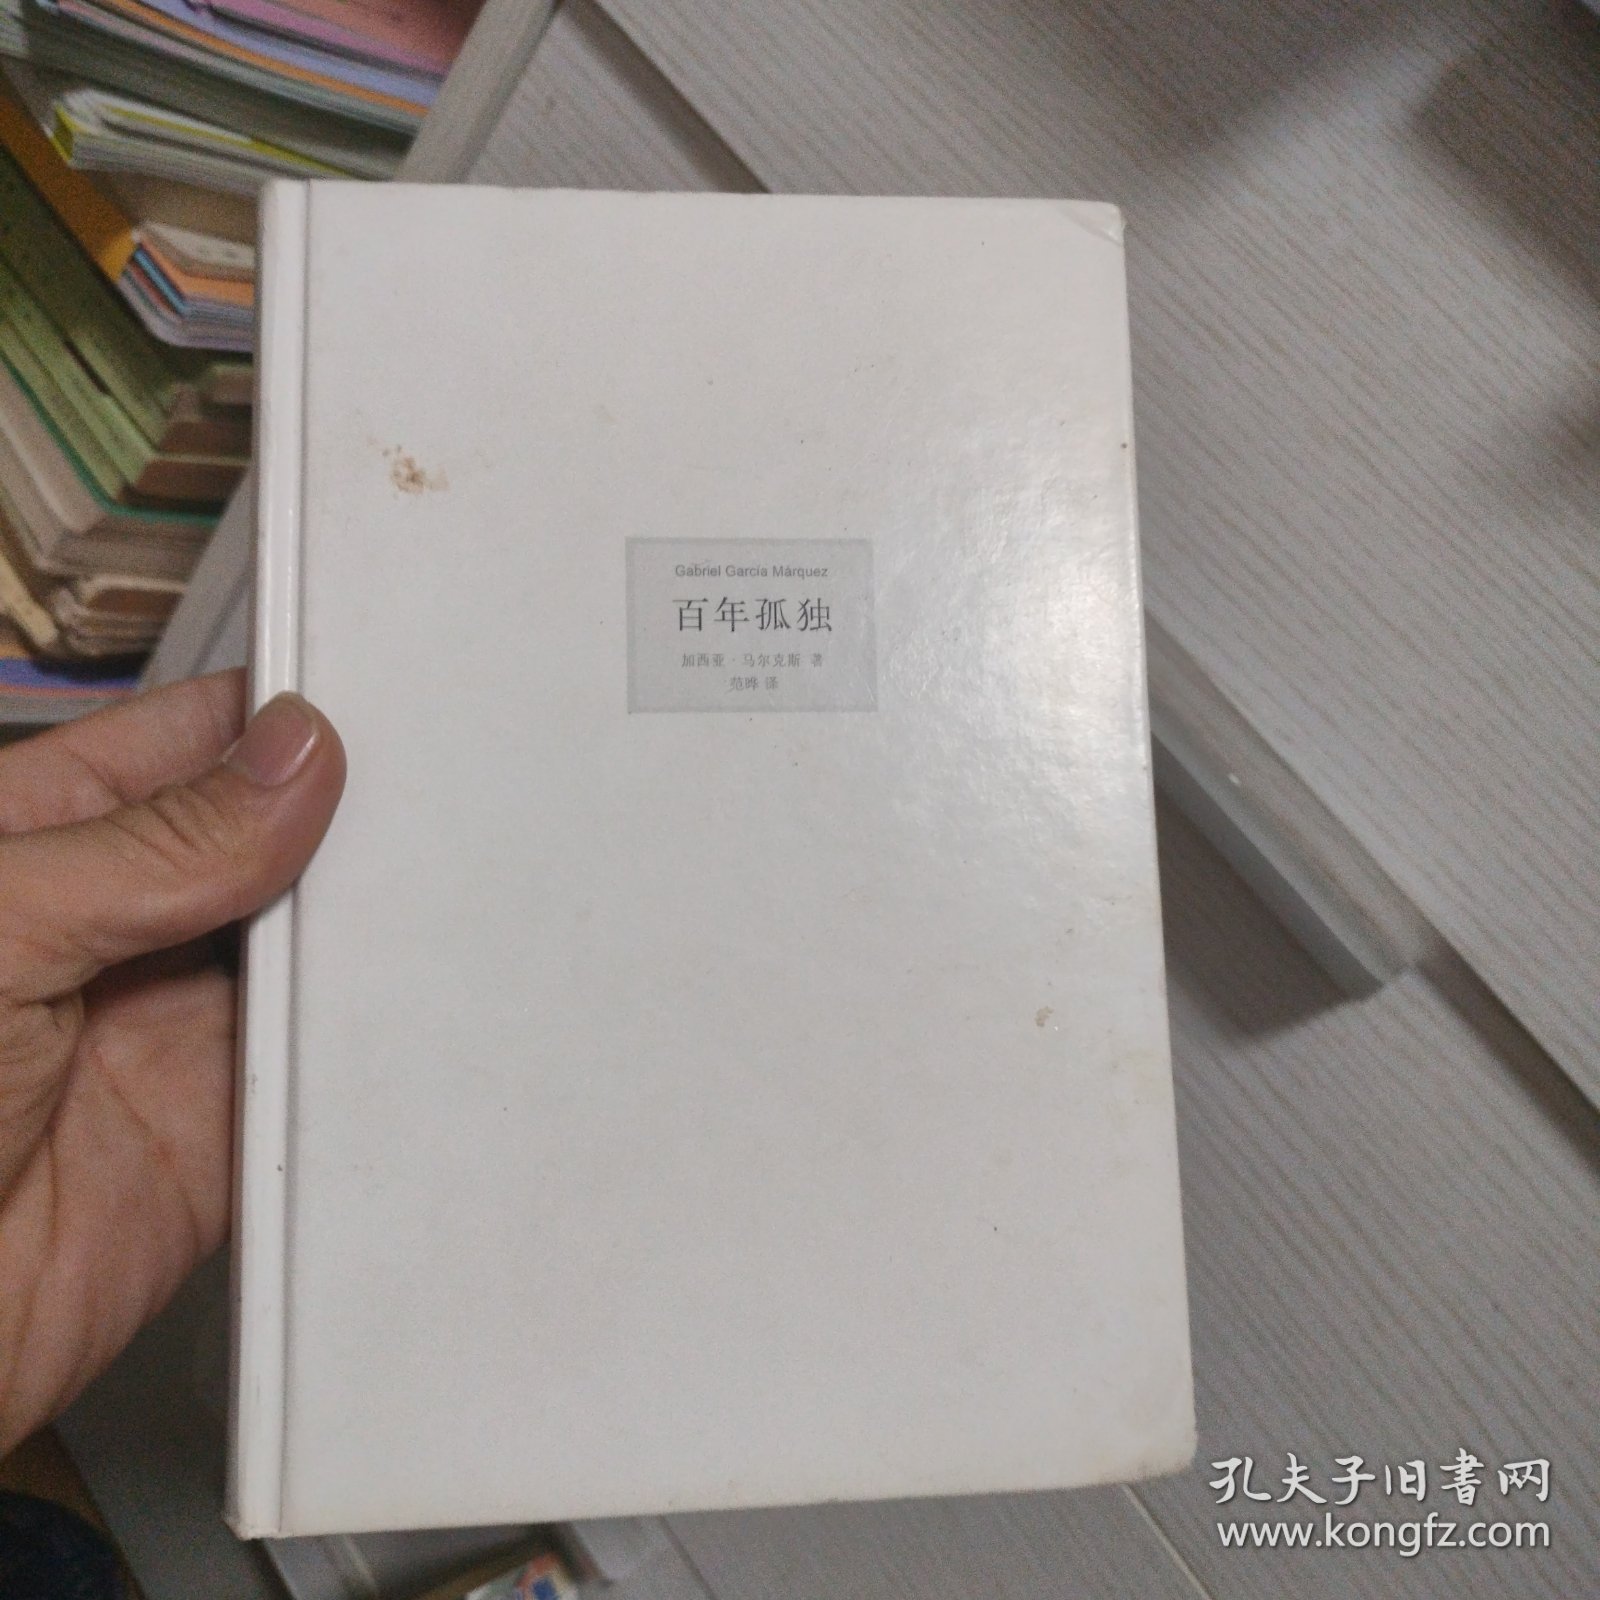 Gabriel García Márquez
百年孤独
加西亚·马尔克斯 著
范晔 译
孔夫子旧书网
www.kongfz.com